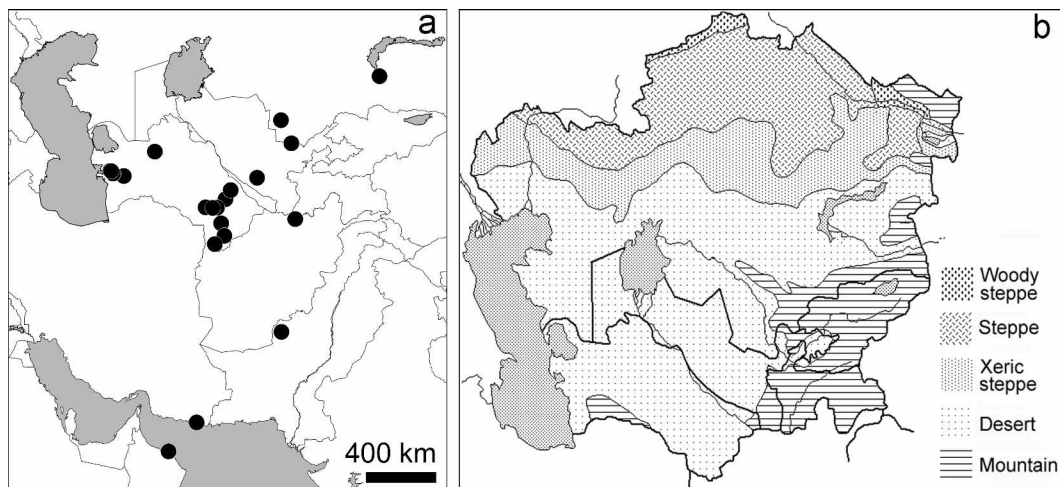 a
400 km
b
Woody
steppe
Steppe
Xeric
steppe
Desert
Mountain